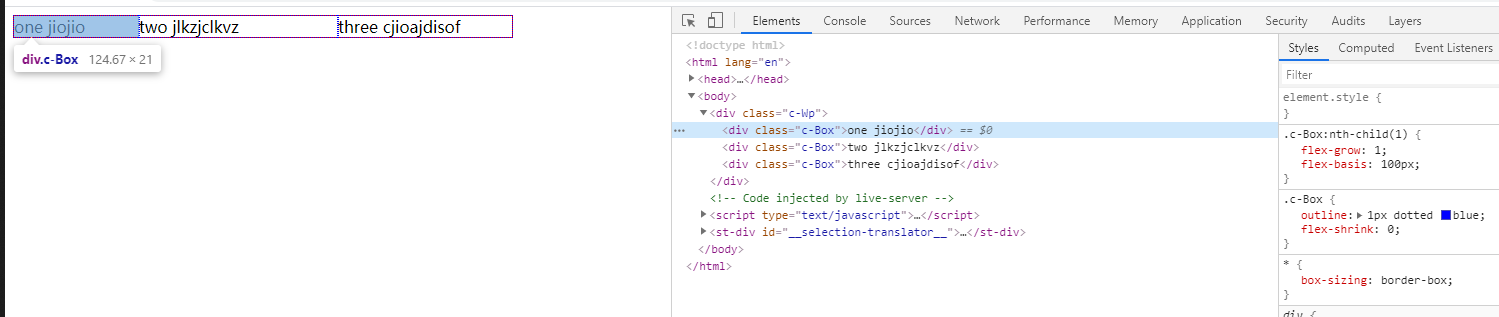 one jiojio two jlkzjclkvz three cjioajdisof
div.c-Box 124.67 × 21
Elements Console Sources Network Performance Memory Application Security Audits Layers
<!doctype html>
<html lang="en">
<head>…</head>
<body>
<div class="c-Wp">
<div class="c-Box">one jiojio</div> == $0
<div class="c-Box">two jlkzjclkvz</div>
<div class="c-Box">three cjioajdisof</div>
</div>
<!-- Code injected by live-server -->
<script type="text/javascript">…</script>
<st-div id="__selection-translator__">…</st-div>
</body>
</html>
Styles Computed Event Listeners
Filter
element.style {
}
.c-Box:nth-child(1) {
flex-grow: 1;
flex-basis: 100px;
}
.c-Box {
outline: 1px dotted blue;
flex-shrink: 0;
}
* {
box-sizing: border-box;
}
div {